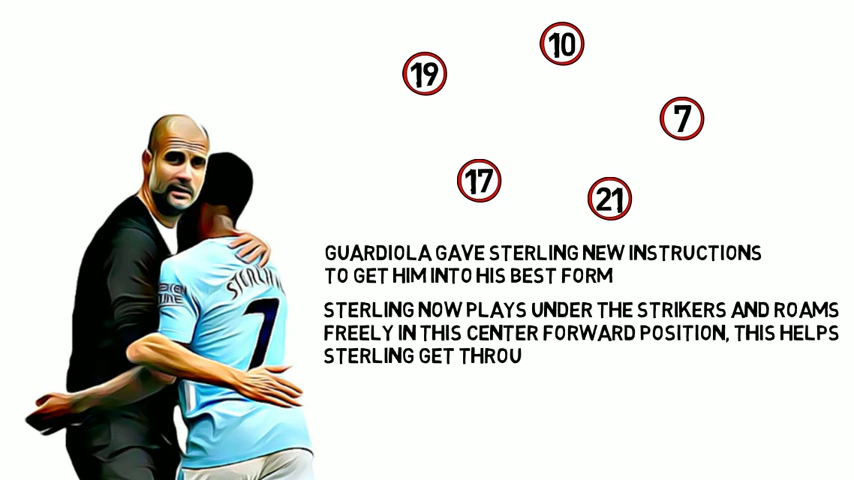 10
19
7
17
21
GUARDIOLA GAVE STERLING NEW INSTRUCTIONS
TO GET HIM INTO HIS BEST FORM
STERLING NOW PLAYS UNDER THE STRIKERS AND ROAMS
FREELY IN THIS CENTER FORWARD POSITION, THIS HELPS
STERLING GET THROU
7